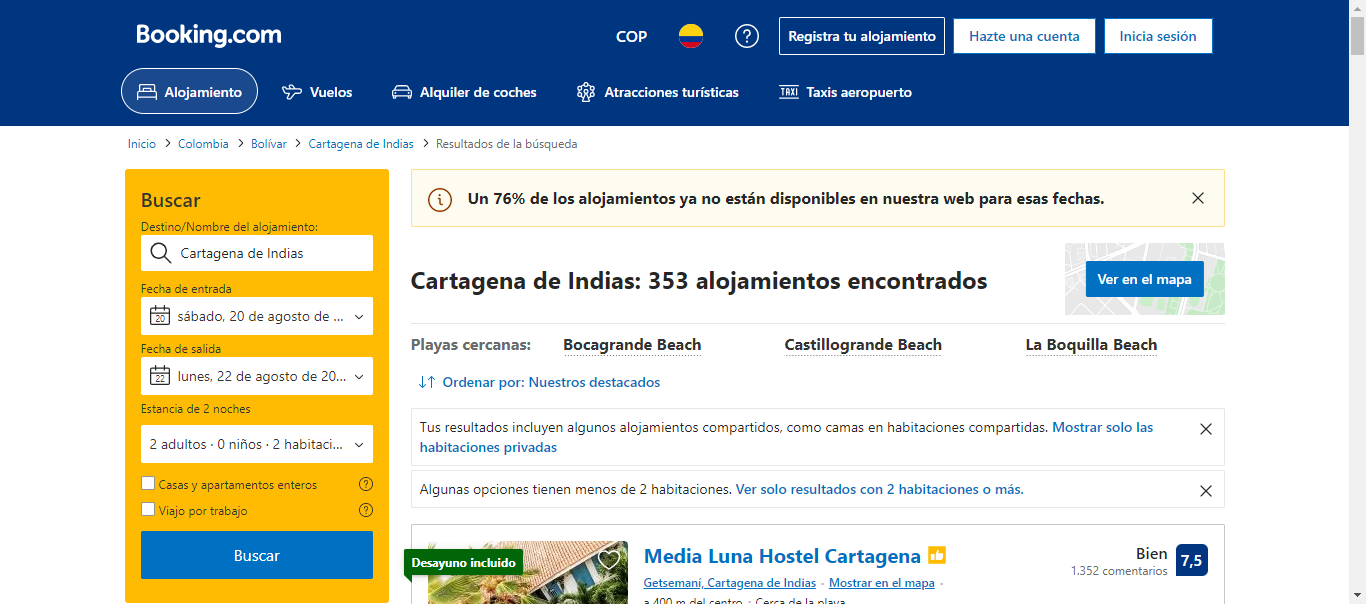 Booking.com
COP
?
Registra tu alojamiento
Hazte una cuenta
Inicia sesión
Alojamiento
Vuelos
Alquiler de coches
Atracciones turísticas
TAXI Taxis aeropuerto
Inicio > Colombia > Bolívar > Cartagena de Indias > Resultados de la búsqueda
Buscar
Destino/Nombre del alojamiento:
Cartagena de Indias
Fecha de entrada
20 sábado, 20 de agosto de ...
Fecha de salida
22 lunes, 22 de agosto de 20...
Estancia de 2 noches
2 adultos · 0 niños · 2 habitaci...
Casas y apartamentos enteros ?
Viajo por trabajo ?
Buscar
i Un 76% de los alojamientos ya no están disponibles en nuestra web para esas fechas.
Cartagena de Indias: 353 alojamientos encontrados
Ver en el mapa
Playas cercanas: Bocagrande Beach Castillogrande Beach La Boquilla Beach
Ordenar por: Nuestros destacados
Tus resultados incluyen algunos alojamientos compartidos, como camas en habitaciones compartidas. Mostrar solo las
habitaciones privadas
Algunas opciones tienen menos de 2 habitaciones. Ver solo resultados con 2 habitaciones o más.
Desayuno incluido
Media Luna Hostel Cartagena
Getsemaní, Cartagena de Indias · Mostrar en el mapa ·
a 400 m del centro · Cerca de la playa
Bien
1.352 comentarios
7,5